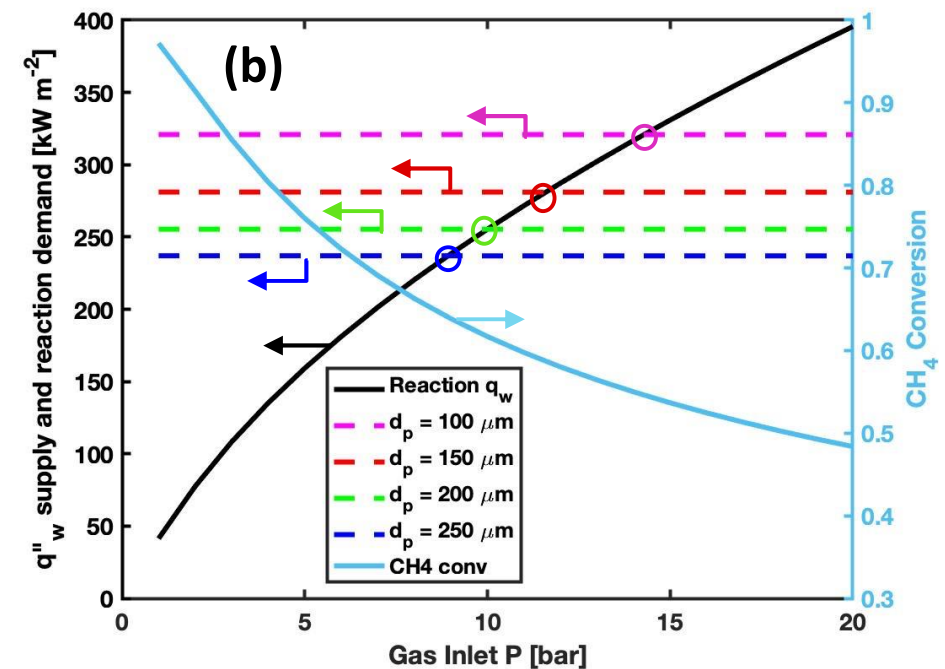 (b)
q"w supply and reaction demand [kW m-2]
400
350
300
250
200
150
100
50
0
0
5
10
15
20
Gas Inlet P [bar]
1
0.9
0.8
0.7
0.6
0.5
0.4
0.3
CH4 Conversion
Reaction qw
dp = 100 μm
dp = 150 μm
dp = 200 μm
dp = 250 μm
CH4 conv